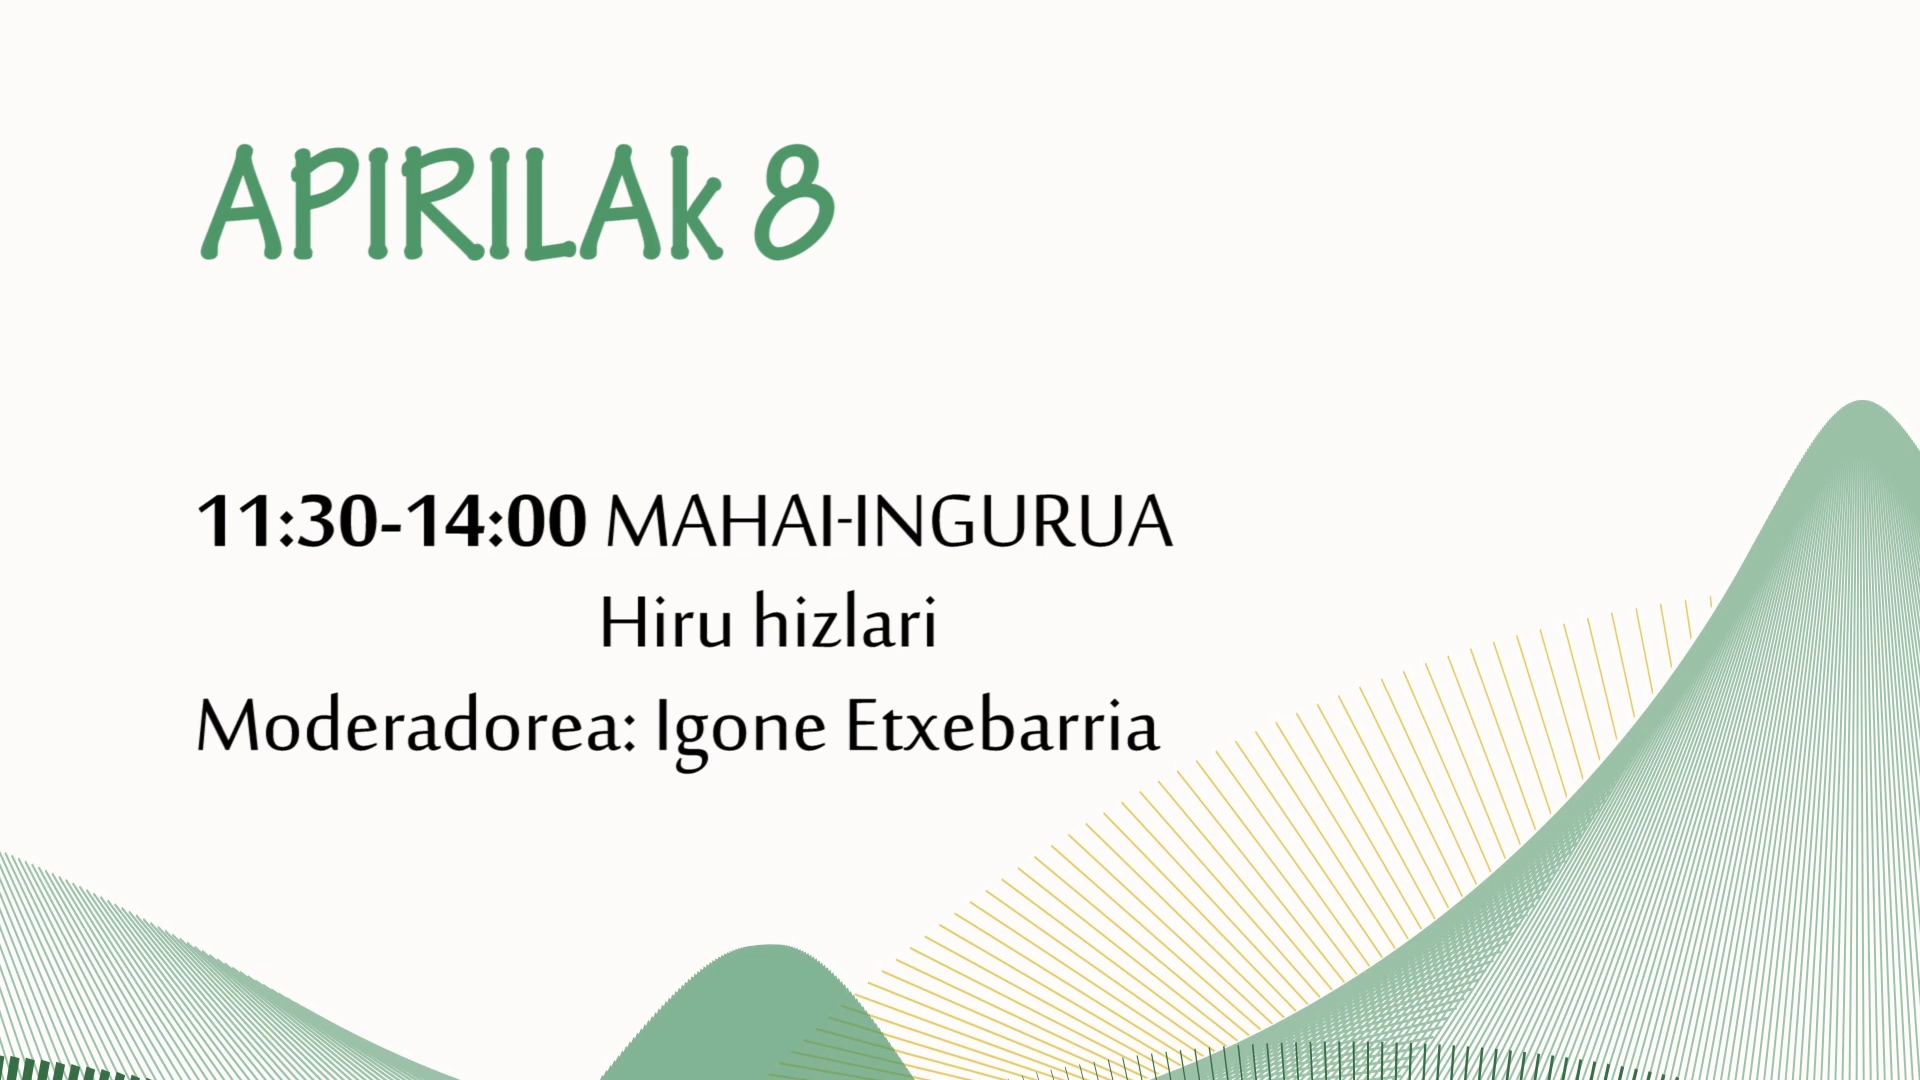 APIRILAk 8
11:30-14:00 MAHAI-INGURUA
Hiru hizlari
Moderadorea: Igone Etxebarria